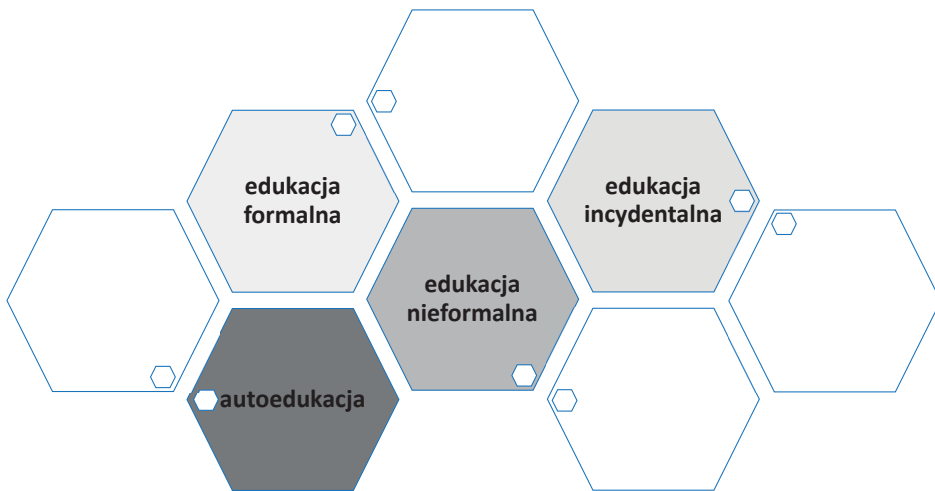 edukacja
formalna
edukacja
incydentalna
edukacja
nieformalna
autoedukacja